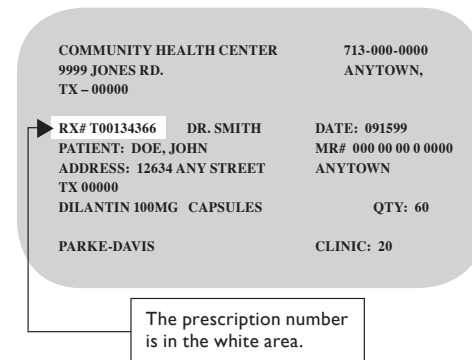 COMMUNITY HEALTH CENTER 713-000-0000
9999 JONES RD. ANYTOWN,
TX – 00000
RX# T00134366 DR. SMITH DATE: 091599
PATIENT: DOE, JOHN MR# 000 00 00 0 0000
ADDRESS: 12634 ANY STREET ANYTOWN
TX 00000
DILANTIN 100MG CAPSULES QTY: 60
PARKE-DAVIS CLINIC: 20
The prescription number
is in the white area.